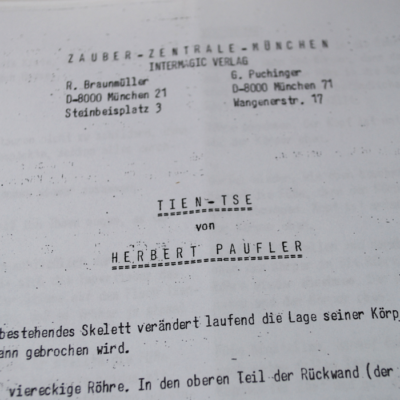 ZAUBER-ZENTRALE-MÜNCHEN
INTERMAGIC VERLAG
R. Braunmüller G. Puchinger
D-8000 München 21 D-8000 München 71
Steinbeisplatz 3 Wangenerstr. 17
TIEN-TSE
von
HERBERT PAUFLER
bestehendes Skelett verändert laufend die Lage seiner Körp
ann gebrochen wird.
viereckige Röhre. In den oberen Teil der Rückwand (der